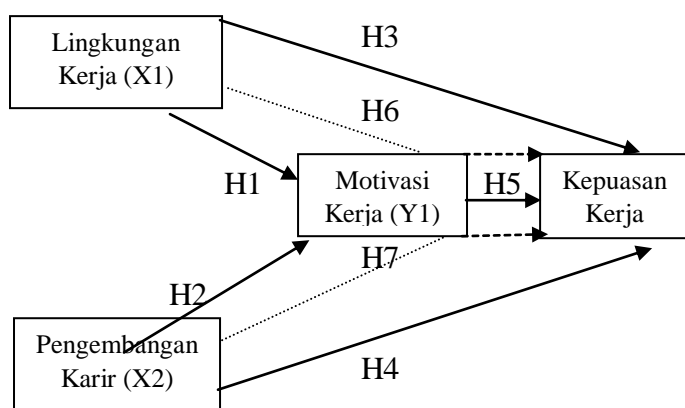 Lingkungan
Kerja (X1)
H3
H6
H1
Motivasi
Kerja (Y1)
H5
Kepuasan
Kerja
H7
H2
Pengembangan
Karir (X2)
H4